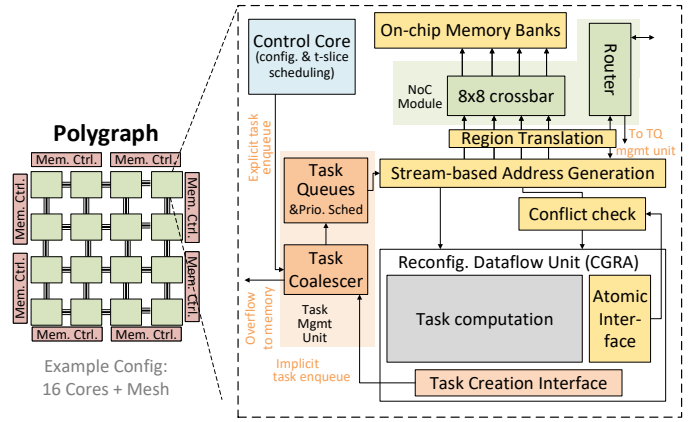 Polygraph
Mem. Ctrl.
Mem. Ctrl.
Mem. Ctrl.
Mem. Ctrl.
Mem. Ctrl.
Mem. Ctrl.
Mem. Ctrl.
Mem. Ctrl.
Example Config:
16 Cores + Mesh
Control Core
(config. & t-slice
scheduling)
On-chip Memory Banks
Router
NoC
Module
8x8 crossbar
Region Translation
To TQ
mgmt unit
Explicit task
enqueue
Task
Queues
&Prio. Sched
Stream-based Address Generation
Conflict check
Task
Coalescer
Reconfig. Dataflow Unit (CGRA)
Task computation
Atomic
Inter-
face
Overflow
to memory
Task
Mgmt
Unit
Implicit
task enqueue
Task Creation Interface